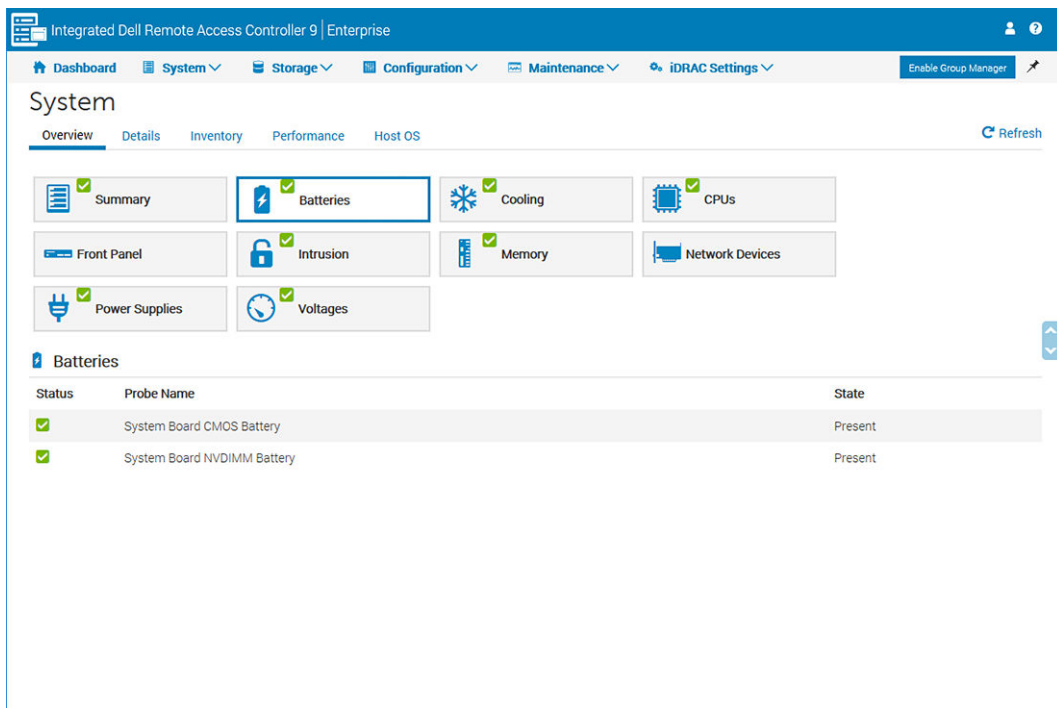 Integrated Dell Remote Access Controller 9 | Enterprise
Dashboard System Storage Configuration Maintenance iDRAC Settings Enable Group Manager
System
Overview Details Inventory Performance Host OS Refresh
Summary Batteries Cooling CPUs
Front Panel Intrusion Memory Network Devices
Power Supplies Voltages
Batteries
Status Probe Name State
System Board CMOS Battery Present
System Board NVDIMM Battery Present